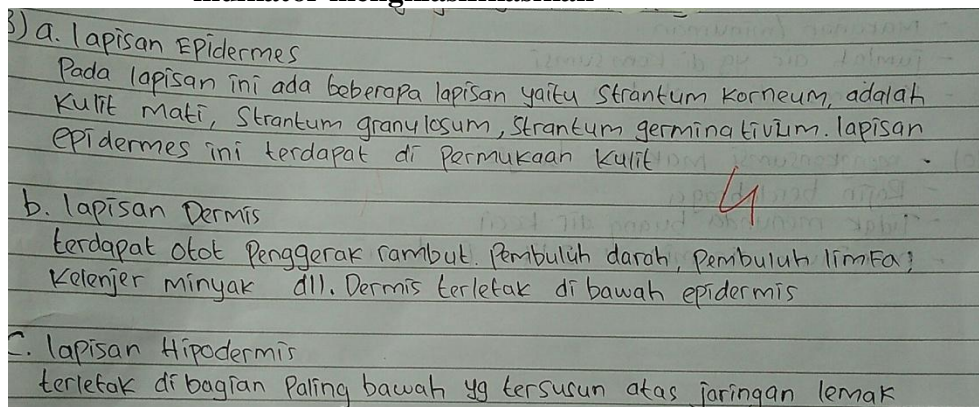 3) a. lapisan Epidermes
Pada lapisan ini ada beberapa lapisan yaitu Strantum Korneum, adalah
Kulit Mati, Strantum granulosum, Strantum germinativium. lapisan
epidermes ini terdapat di Permukaan Kulit
4
b. lapisan Dermis
terdapat otot Penggerak rambut. Pembuluh darah, Pembuluh limFa,
Kelenjer minyak dll. Dermis terletak di bawah epidermis
C. lapisan Hipodermis
terletak di bagian Paling bawah yg tersusun atas jaringan lemak